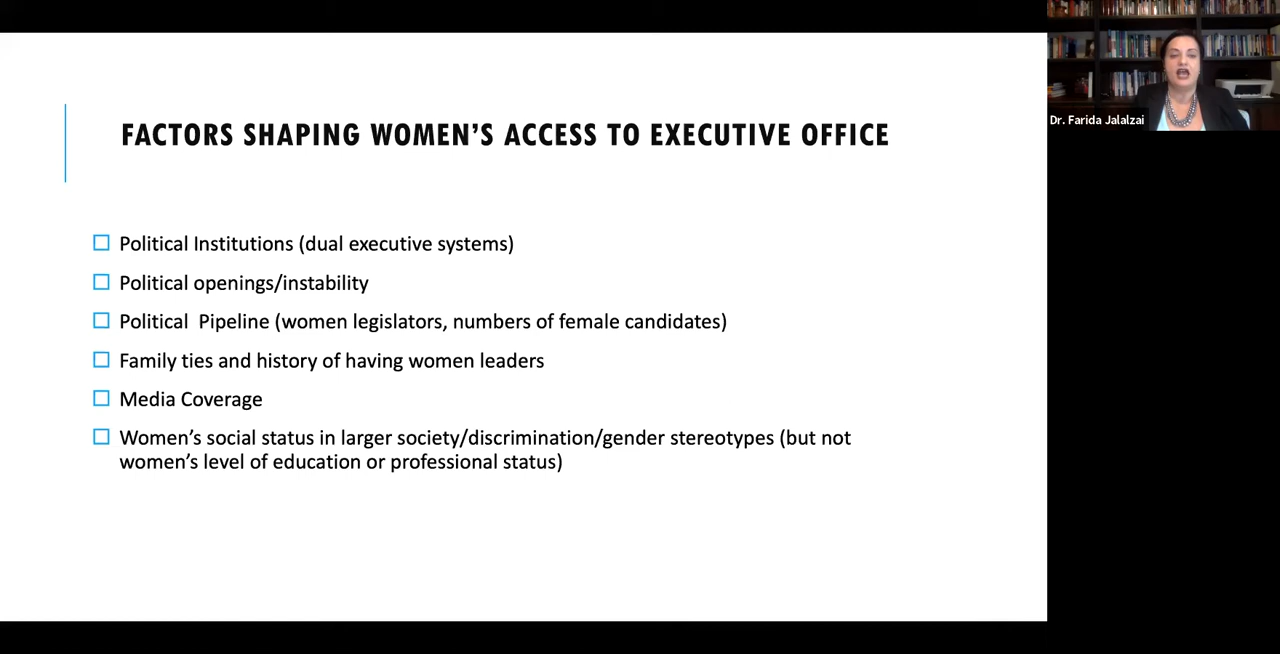 FACTORS SHAPING WOMEN'S ACCESS TO EXECUTIVE OFFICE
Political Institutions (dual executive systems)
Political openings/instability
Political  Pipeline (women legislators, numbers of female candidates)
Family ties and history of having women leaders
Media Coverage
Women's social status in larger society/discrimination/gender stereotypes (but not
women's level of education or professional status)
Dr. Farida Jalalzai